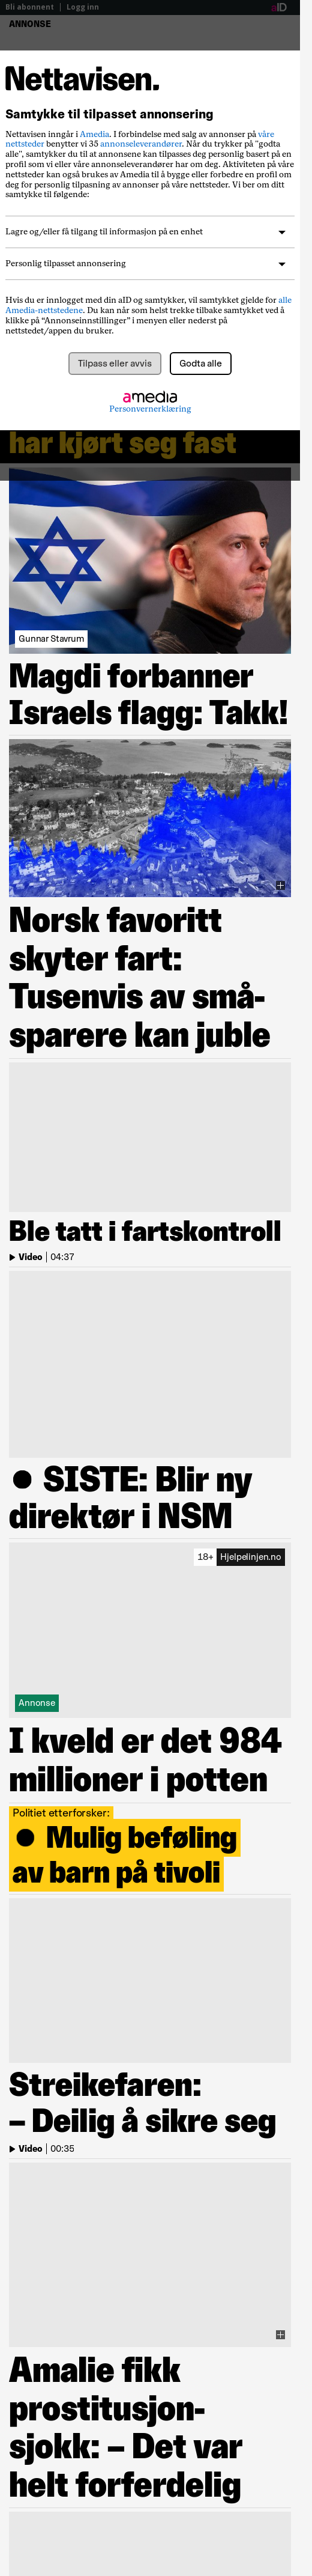 Bli abonnent | Logg inn
aID
ANNONSE
Nettavisen.
Samtykke til tilpasset annonsering
Nettavisen inngår i Amedia. I forbindelse med salg av annonser på våre
nettsteder benytter vi 35 annonseleverandører. Når du trykker på "godta
alle", samtykker du til at annonsene kan tilpasses deg personlig basert på en
profil som vi eller våre annonseleverandører har om deg. Aktiviteten på våre
nettsteder kan også brukes av Amedia til å bygge eller forbedre en profil om
deg for personlig tilpasning av annonser på våre nettsteder. Vi ber om ditt
samtykke til følgende:
Lagre og/eller få tilgang til informasjon på en enhet
Personlig tilpasset annonsering
Hvis du er innlogget med din aID og samtykker, vil samtykket gjelde for alle
Amedia-nettstedene. Du kan når som helst trekke tilbake samtykket ved å
klikke på “Annonseinnstillinger” i menyen eller nederst på
nettstedet/appen du bruker.
Tilpass eller avvis
Godta alle
amedia
Personvernerklæring
har kjørt seg fast
Gunnar Stavrum
Magdi forbanner
Israels flagg: Takk!
Norsk favoritt
skyter fart:
Tusenvis av små-
sparere kan juble
Ble tatt i fartskontroll
Video | 04:37
● SISTE: Blir ny
direktør i NSM
18+ Hjelpelinjen.no
Annonse
I kveld er det 984
millioner i potten
Politiet etterforsker:
● Mulig beføling
av barn på tivoli
Streikefaren:
– Deilig å sikre seg
Video | 00:35
Amalie fikk
prostitusjon-
sjokk: – Det var
helt forferdelig